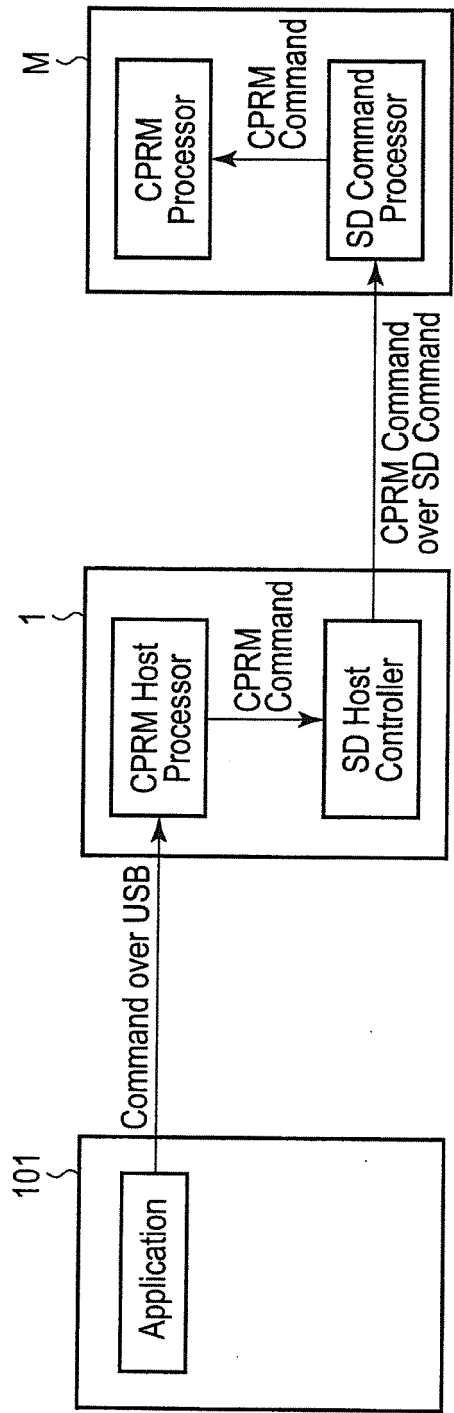 101
Application
Command over USB
1
CPRM Host
Processor
CPRM
Command
SD Host
Controller
CPRM Command
over SD Command
M
CPRM
Processor
CPRM
Command
SD Command
Processor